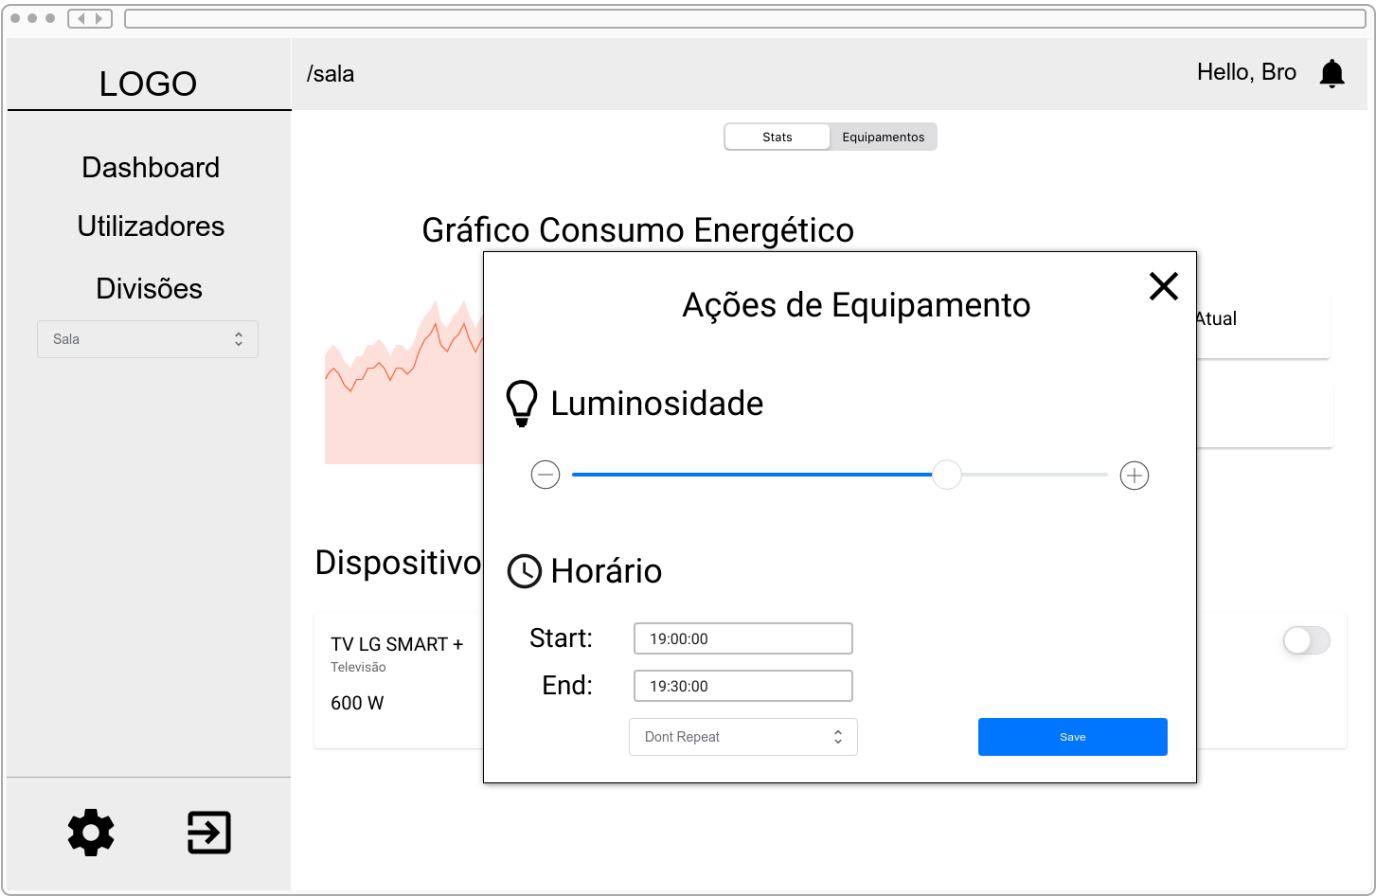 LOGO
/sala
Hello, Bro
Dashboard
Utilizadores
Divisões
Sala
Stats
Equipamentos
Gráfico Consumo Energético
Atual
Dispositivo
TV LG SMART +
Televisão
600 W
Ações de Equipamento
Luminosidade
Horário
Start:
19:00:00
End:
19:30:00
Dont Repeat
Save